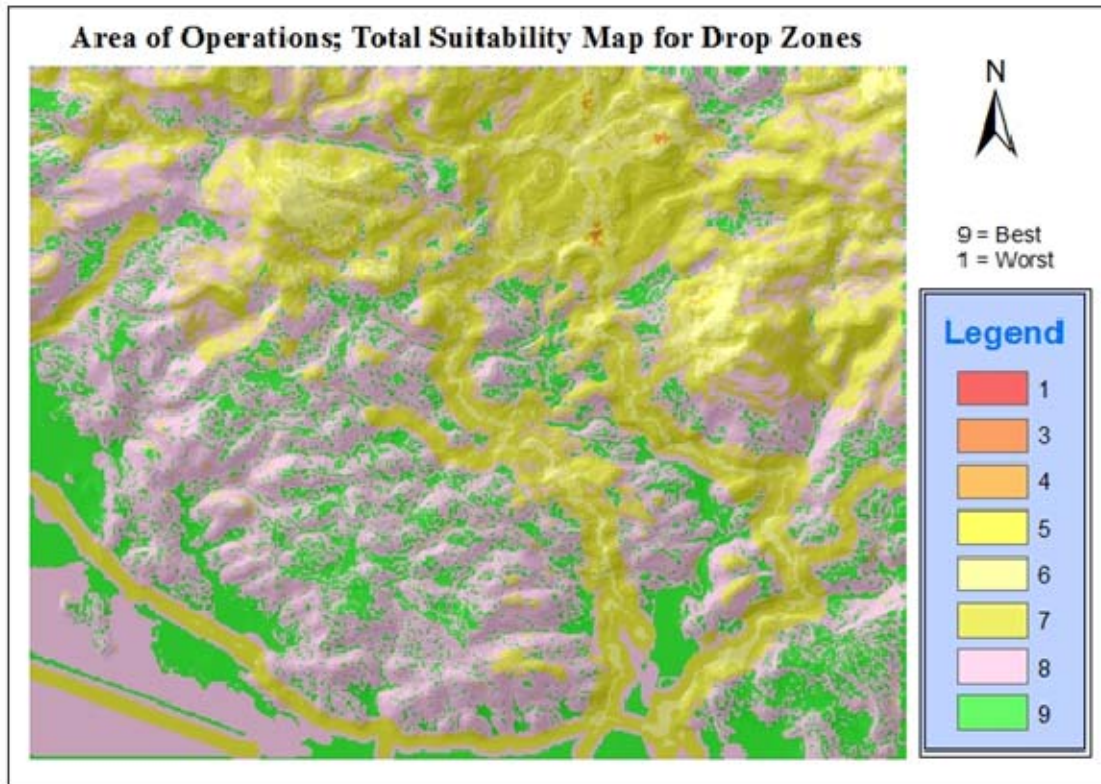 Area of Operations; Total Suitability Map for Drop Zones
N
9 = Best
1 = Worst
Legend
1
3
4
5
6
7
8
9